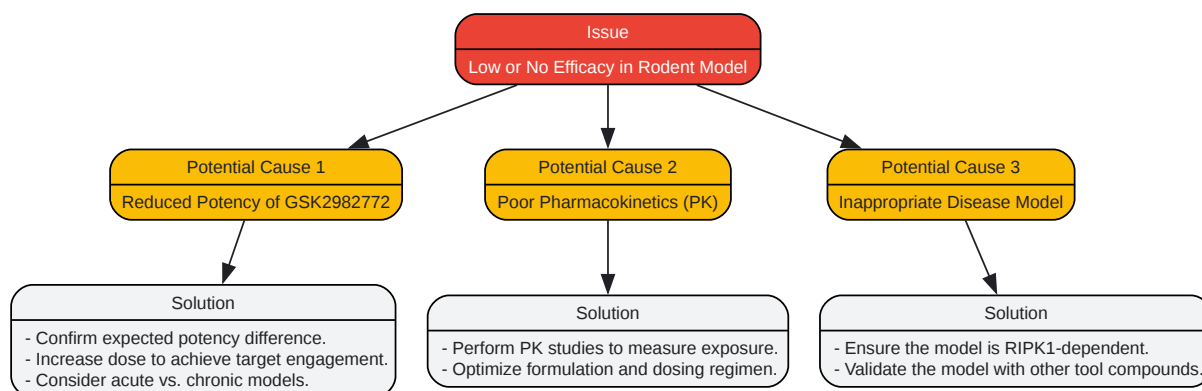 Issue
Low or No Efficacy in Rodent Model
Potential Cause 1
Reduced Potency of GSK2982772
Potential Cause 2
Poor Pharmacokinetics (PK)
Potential Cause 3
Inappropriate Disease Model
Solution
- Confirm expected potency difference.
- Increase dose to achieve target engagement.
- Consider acute vs. chronic models.
Solution
- Perform PK studies to measure exposure.
- Optimize formulation and dosing regimen.
Solution
- Ensure the model is RIPK1-dependent.
- Validate the model with other tool compounds.